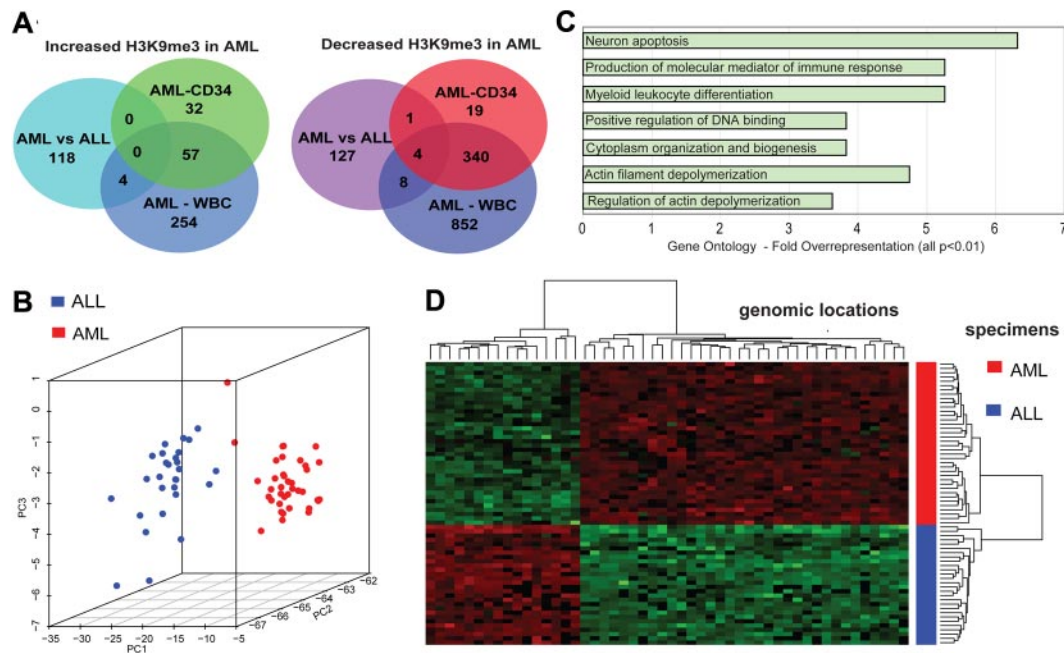 A
Increased H3K9me3 in AML
Decreased H3K9me3 in AML
AML-CD34
32
0
AML vs ALL
118
0
57
4
AML - WBC
254
AML-CD34
19
1
AML vs ALL
127
4
340
8
AML - WBC
852
C
Neuron apoptosis
Production of molecular mediator of immune response
Myeloid leukocyte differentiation
Positive regulation of DNA binding
Cytoplasm organization and biogenesis
Actin filament depolymerization
Regulation of actin depolymerization
0 1 2 3 4 5 6 7
Gene Ontology - Fold Overrepresentation (all p<0.01)
B
ALL
AML
1
0
−1
−2
−3
−4
−5
−6
−7
PC3
−35 −30 −25 −20 −15 −10 −5
PC1
−67
−66
−65
−64
−63
−62
PC2
D
genomic locations
specimens
AML
ALL